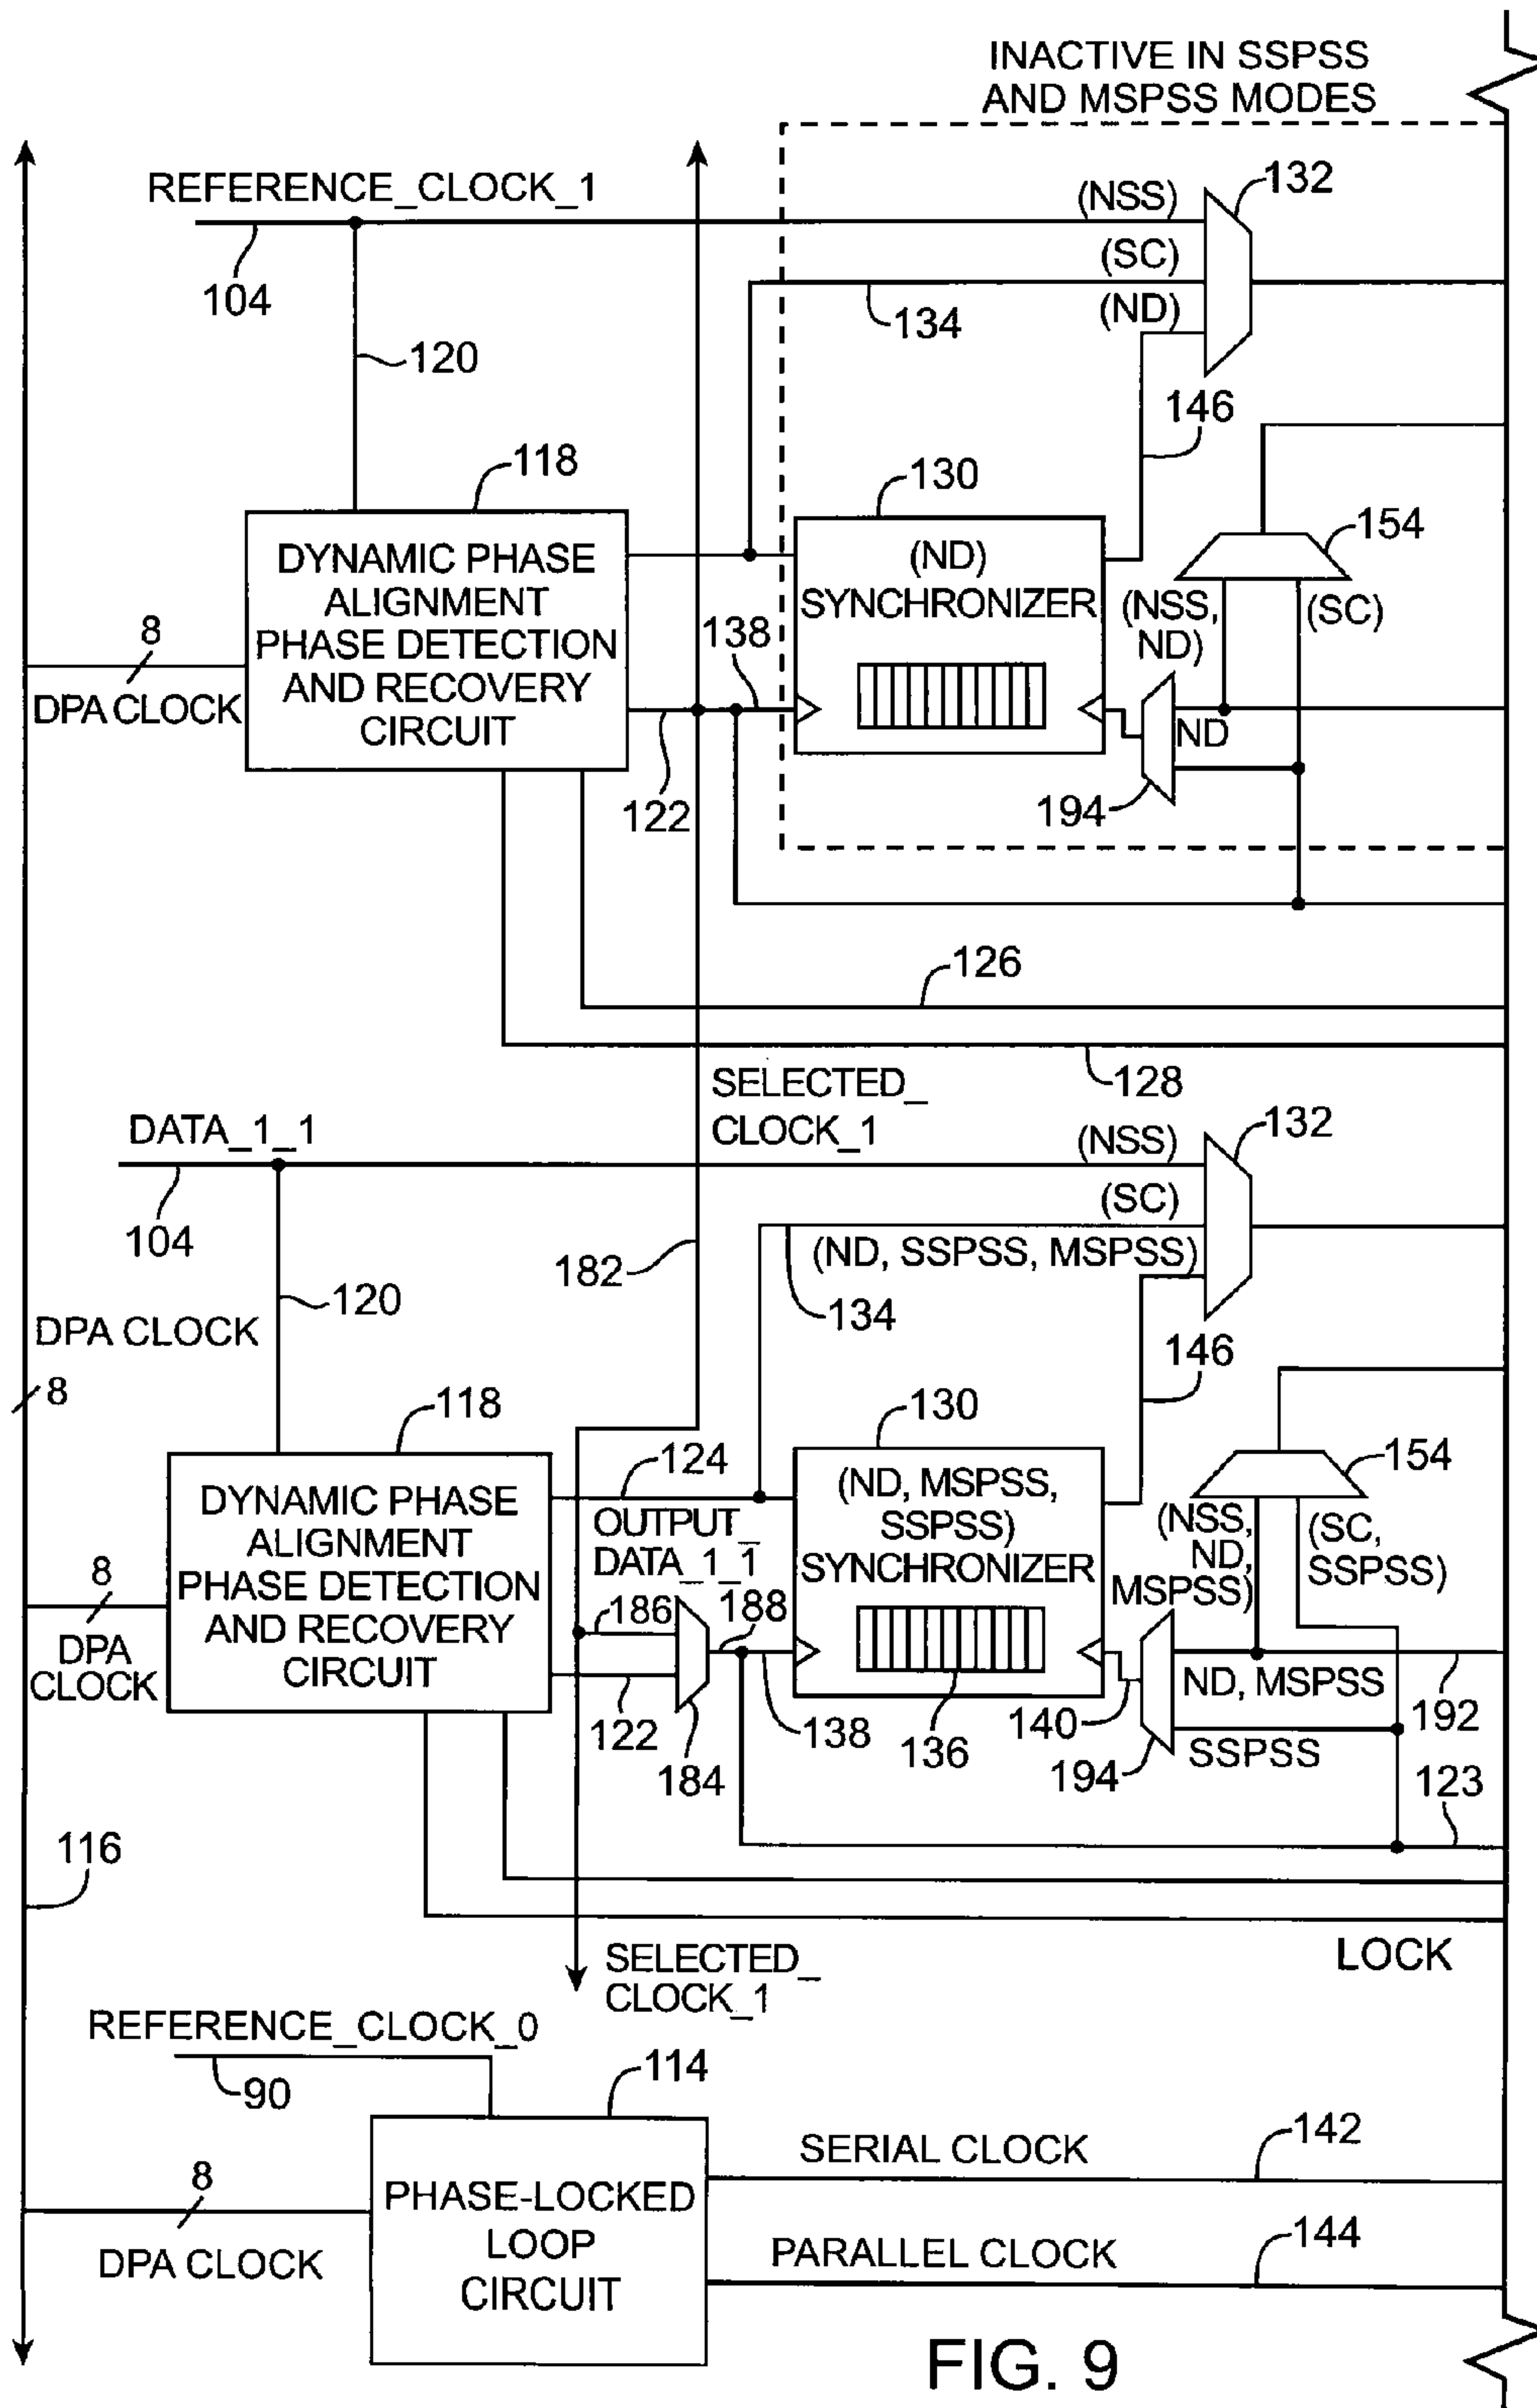 INACTIVE IN SSPSS
AND MSPSS MODES
REFERENCE_CLOCK_1
(NSS)
132
(SC)
104
134
(ND)
120
146
118
130
154
DYNAMIC PHASE
ALIGNMENT
PHASE DETECTION
AND RECOVERY
CIRCUIT
(ND)
SYNCHRONIZER
(NSS,
ND)
(SC)
8
DPA CLOCK
138
ND
122
194
126
128
SELECTED_
CLOCK_1
DATA_1_1
(NSS)
132
(SC)
104
182
(ND, SSPSS, MSPSS)
120
134
DPA CLOCK
146
8
118
130
124
154
DYNAMIC PHASE
ALIGNMENT
PHASE DETECTION
AND RECOVERY
CIRCUIT
OUTPUT_
DATA_1_1
(ND, MSPSS,
SSPSS)
SYNCHRONIZER
(NSS,
ND,
MSPSS)
(SC,
SSPSS)
8
DPA
CLOCK
186
188
ND, MSPSS
192
122
138
136
140
184
194
SSPSS
123
116
LOCK
SELECTED_
CLOCK_1
REFERENCE_CLOCK_0
90
114
SERIAL CLOCK
142
8
DPA CLOCK
PHASE-LOCKED
LOOP
CIRCUIT
PARALLEL CLOCK
144
FIG. 9